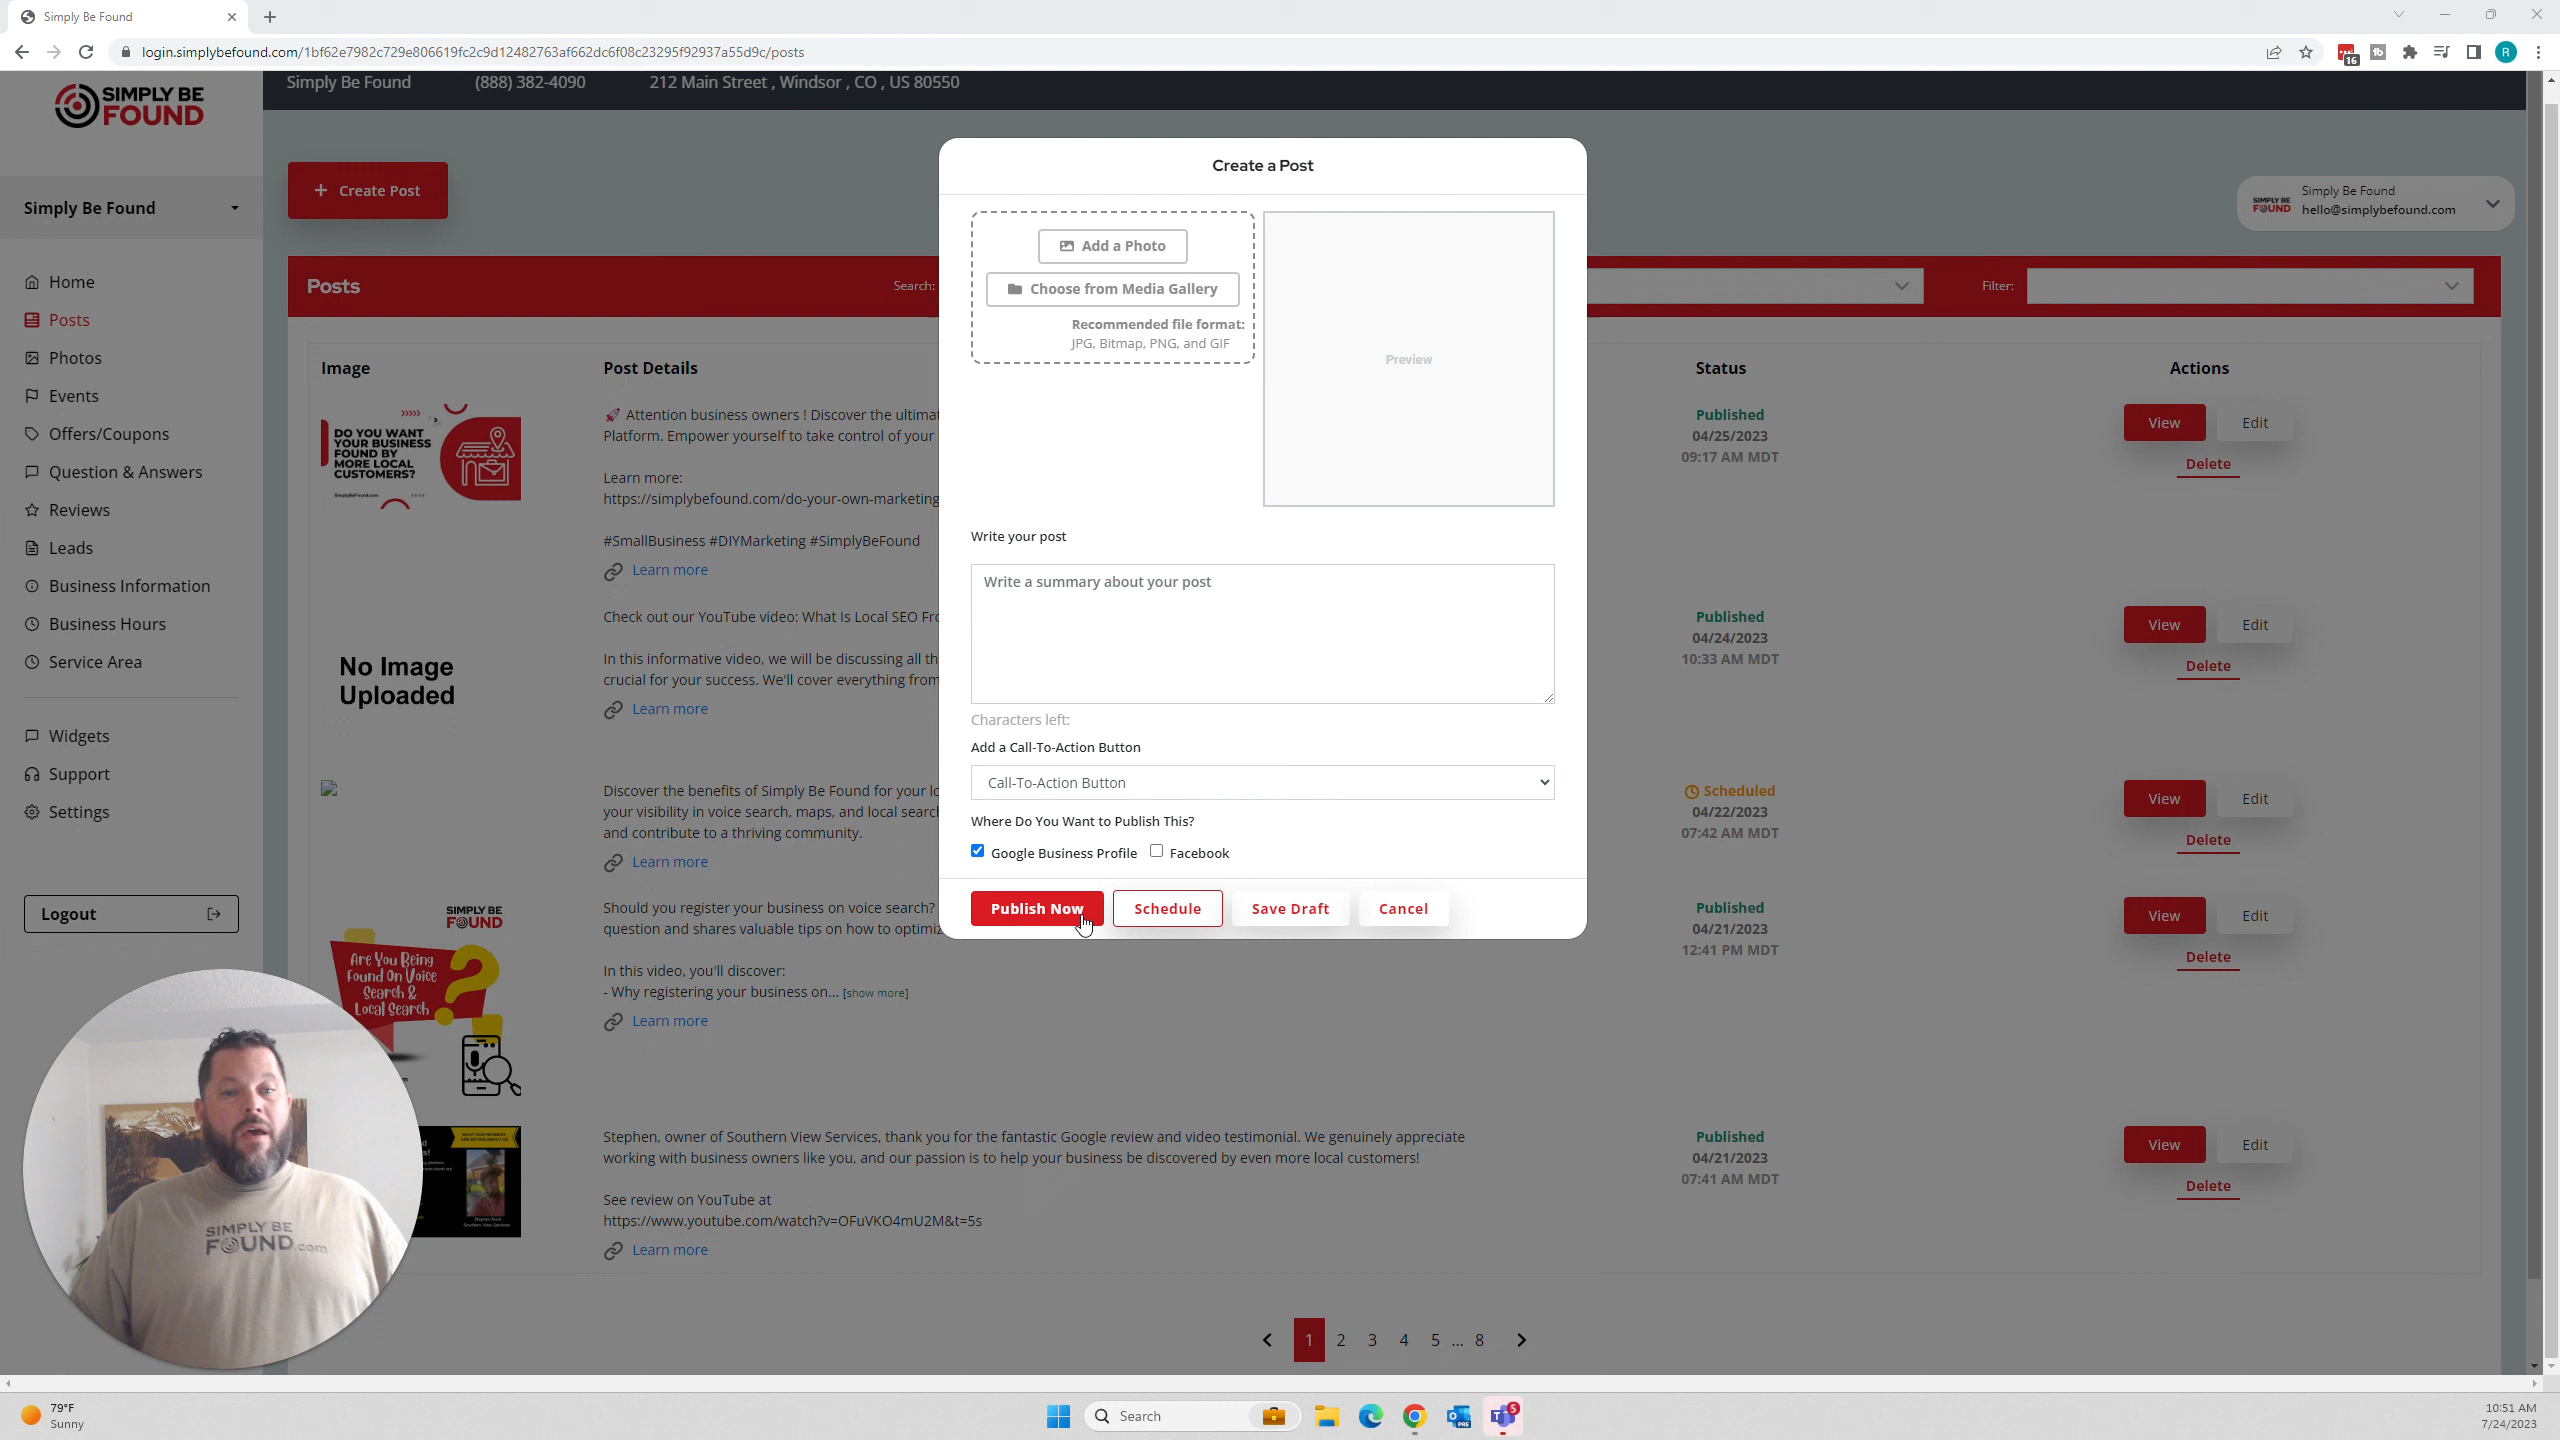 Simply Be Found
login.simplybefound.com/1bf62e7982c729e806619fc2c9d12482763af662dc6f08c23295f92937a55d9c/posts
16
R
SIMPLY BE
FOUND
Simply Be Found (888) 382-4090 212 Main Street , Windsor , CO , US 80550
Simply Be Found
Home
Posts
Photos
Events
Offers/Coupons
Question & Answers
Reviews
Leads
Business Information
Business Hours
Service Area
Widgets
Support
Settings
Logout
+ Create Post
Simply Be Found
hello@simplybefound.com
SIMPLY BE
FOUND
Posts
Search:
Filter:
Image
Post Details
Status
Actions
DO YOU WANT
YOUR BUSINESS
FOUND BY
MORE LOCAL
CUSTOMERS?
SimplyBeFound.com
🚀 Attention business owners ! Discover the ultimat
Platform. Empower yourself to take control of your
Learn more:
https://simplybefound.com/do-your-own-marketing
#SmallBusiness #DIYMarketing #SimplyBeFound
Learn more
Published
04/25/2023
09:17 AM MDT
View
Edit
Delete
No Image
Uploaded
Check out our YouTube video: What Is Local SEO Fr
In this informative video, we will be discussing all th
crucial for your success. We'll cover everything from
Learn more
Published
04/24/2023
10:33 AM MDT
View
Edit
Delete
Discover the benefits of Simply Be Found for your lo
your visibility in voice search, maps, and local search
and contribute to a thriving community.
Learn more
Scheduled
04/22/2023
07:42 AM MDT
View
Edit
Delete
SIMPLY BE
FOUND
Are You Being
Found On Voice
Search &
Local Search
?
Should you register your business on voice search?
question and shares valuable tips on how to optimiz
In this video, you'll discover:
- Why registering your business on... [show more]
Learn more
Published
04/21/2023
12:41 PM MDT
View
Edit
Delete
Stephen, owner of Southern View Services, thank you for the fantastic Google review and video testimonial. We genuinely appreciate
working with business owners like you, and our passion is to help your business be discovered by even more local customers!
See review on YouTube at
https://www.youtube.com/watch?v=OFuVKO4mU2M&t=5s
Learn more
Published
04/21/2023
07:41 AM MDT
View
Edit
Delete
Create a Post
Add a Photo
Choose from Media Gallery
Recommended file format:
JPG, Bitmap, PNG, and GIF
Preview
Write your post
Write a summary about your post
Characters left:
Add a Call-To-Action Button
Call-To-Action Button
Where Do You Want to Publish This?
Google Business Profile Facebook
Publish Now
Schedule
Save Draft
Cancel
SIMPLY BE
FOUND.com
1 2 3 4 5 ... 8
79°F
Sunny
Search
PRE
5
10:51 AM
7/24/2023